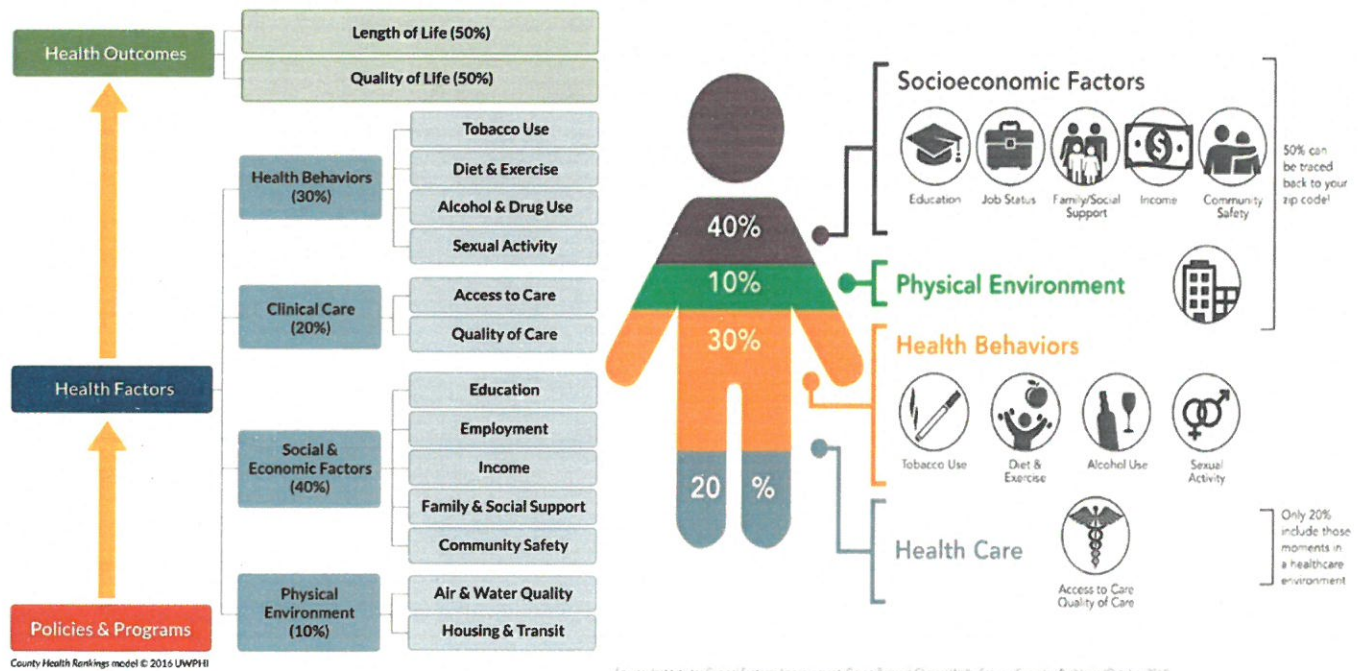 Health Outcomes
Length of Life (50%)
Quality of Life (50%)
Health Behaviors
(30%)
Tobacco Use
Diet & Exercise
Alcohol & Drug Use
Sexual Activity
Clinical Care
(20%)
Access to Care
Quality of Care
Health Factors
Social &
Economic Factors
(40%)
Education
Employment
Income
Family & Social Support
Community Safety
Physical
Environment
(10%)
Air & Water Quality
Housing & Transit
Policies & Programs
County Health Rankings model © 2016 UWPHI
40%
10%
30%
20 %
Socioeconomic Factors
Education
Job Status
Family/Social
Support
Income
Community
Safety
50% can
be traced
back to your
zip code!
Physical Environment
Health Behaviors
Tobacco Use
Diet &
Exercise
Alcohol Use
Sexual
Activity
Health Care
Access to Care
Quality of Care
Only 20%
include those
moments in
a healthcare
environment